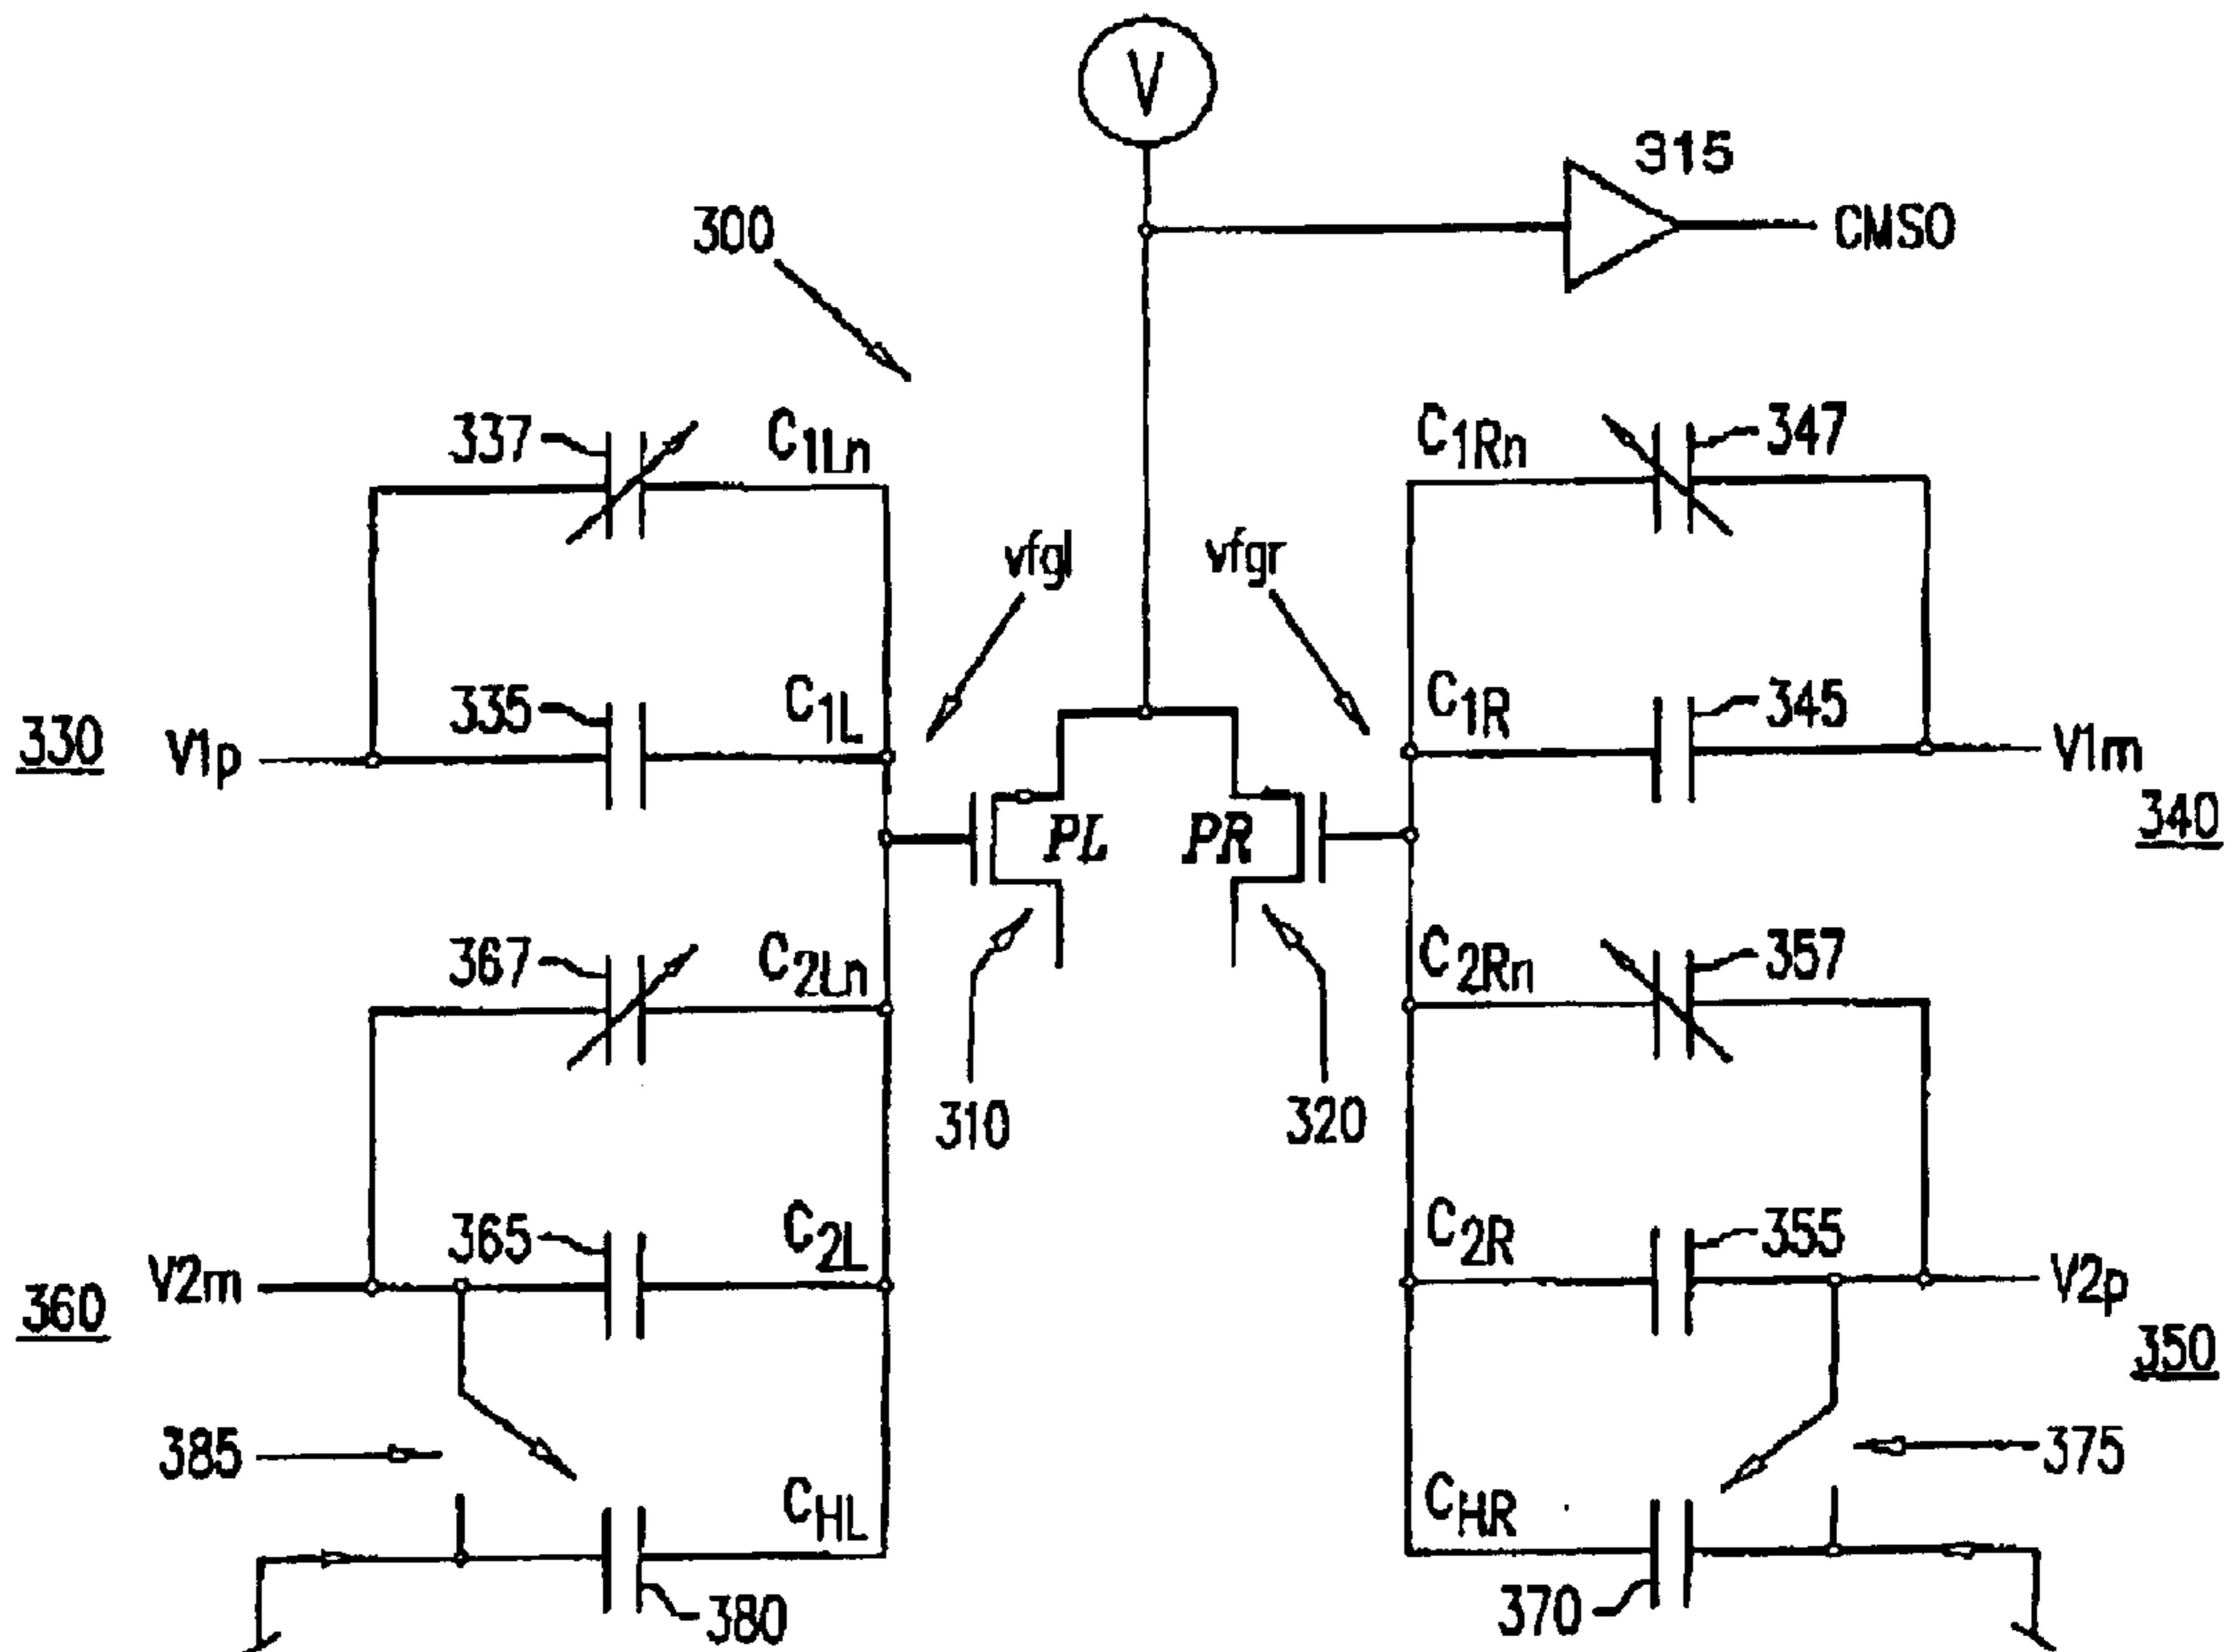 V
315
CMSO
300
337
C1Ln
C1Rn
347
vfgl
vfgr
335
C1L
C1R
345
330
V1p
V1m
340
PL
PR
367
C2Ln
C2Rn
357
310
320
365
C2L
C2R
355
360
V2m
V2p
350
385
375
CHL
CHR
380
370